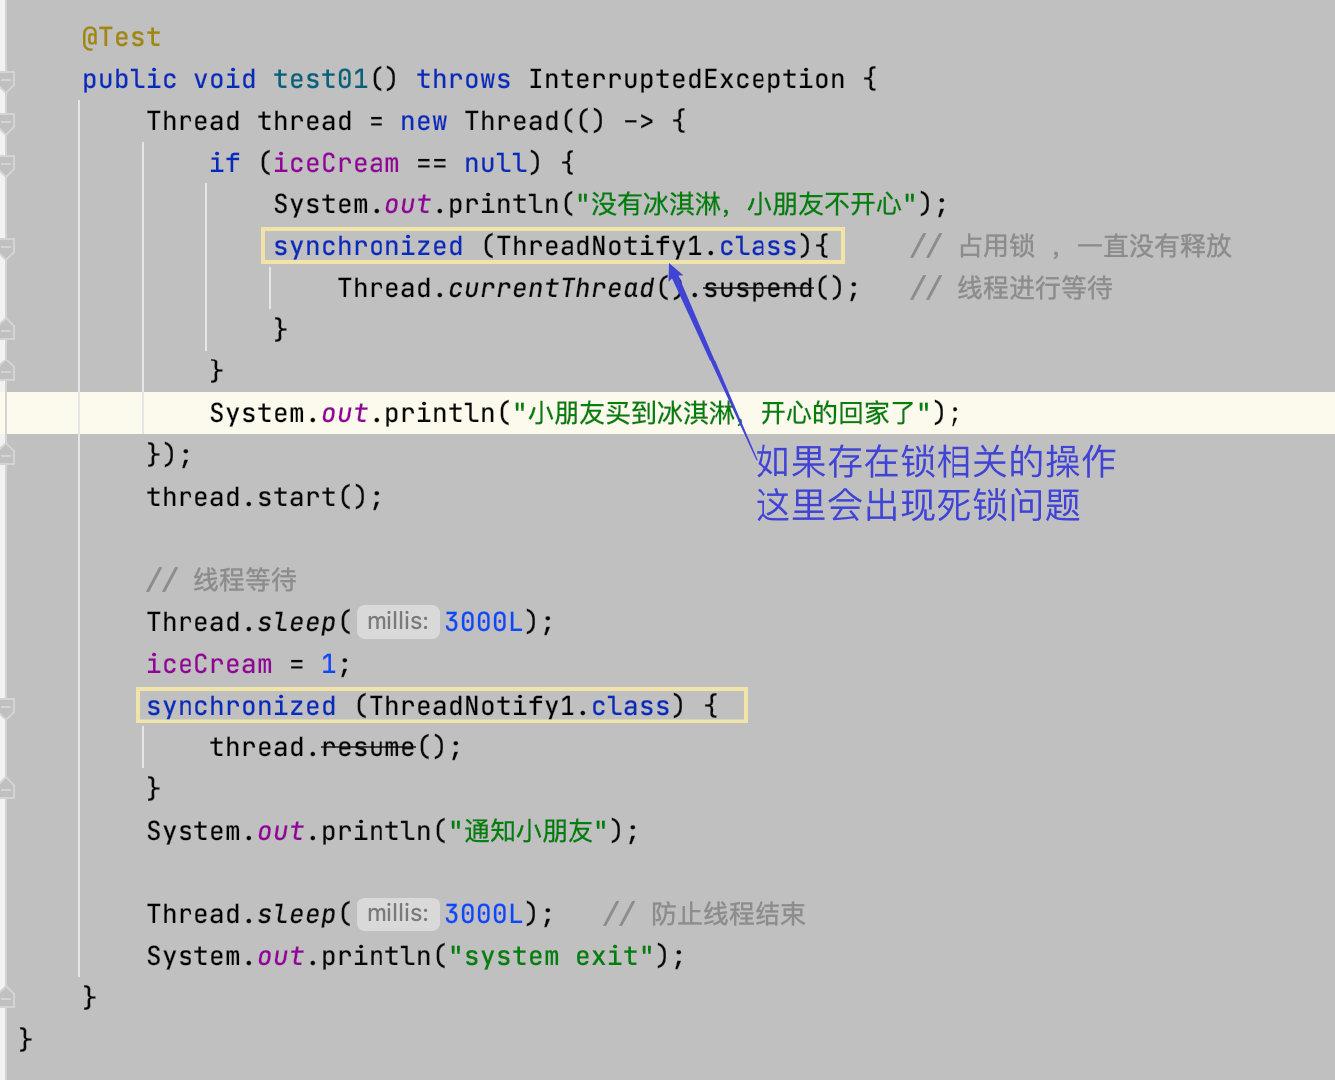 @Test
public void test01() throws InterruptedException {
Thread thread = new Thread(() -> {
if (iceCream == null) {
System.out.println("没有冰淇淋，小朋友不开心");
synchronized (ThreadNotify1.class){ // 占用锁 ，一直没有释放
Thread.currentThread().suspend(); // 线程进行等待
}
}
System.out.println("小朋友买到冰淇淋，开心的回家了");
});
如果存在锁相关的操作
thread.start();
这里会出现死锁问题
// 线程等待
Thread.sleep( millis: 3000L);
iceCream = 1;
synchronized (ThreadNotify1.class) {
thread.resume();
}
System.out.println("通知小朋友");
Thread.sleep( millis: 3000L); // 防止线程结束
System.out.println("system exit");
}
}